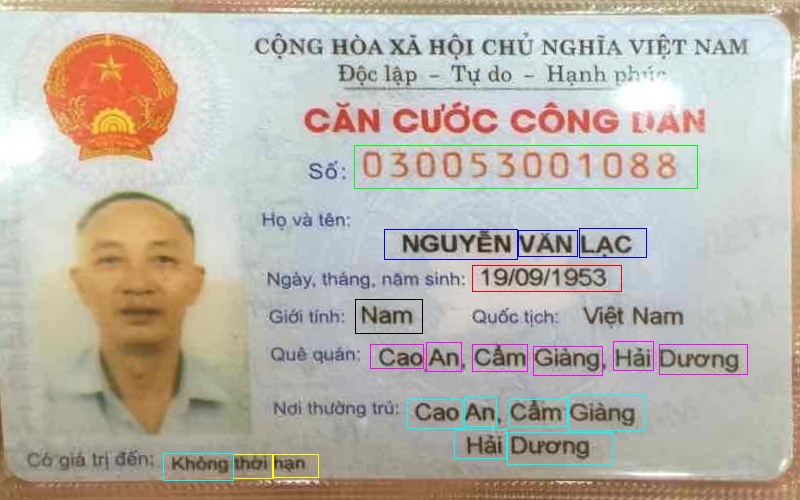 CỘNG HÒA XÃ HỘI CHỦ NGHĨA VIỆT NAM
Độc lập - Tự do - Hạnh phúc
CĂN CƯỚC CÔNG DÂN
Số: 030053001088
Họ và tên:
NGUYỄN VĂN LẠC
Ngày, tháng, năm sinh: 19/09/1953
Giới tính: Nam Quốc tịch: Việt Nam
Quê quán: Cao An, Cẩm Giàng, Hải Dương
Nơi thường trú: Cao An, Cẩm Giàng
Hải Dương
Có giá trị đến: Không thời hạn